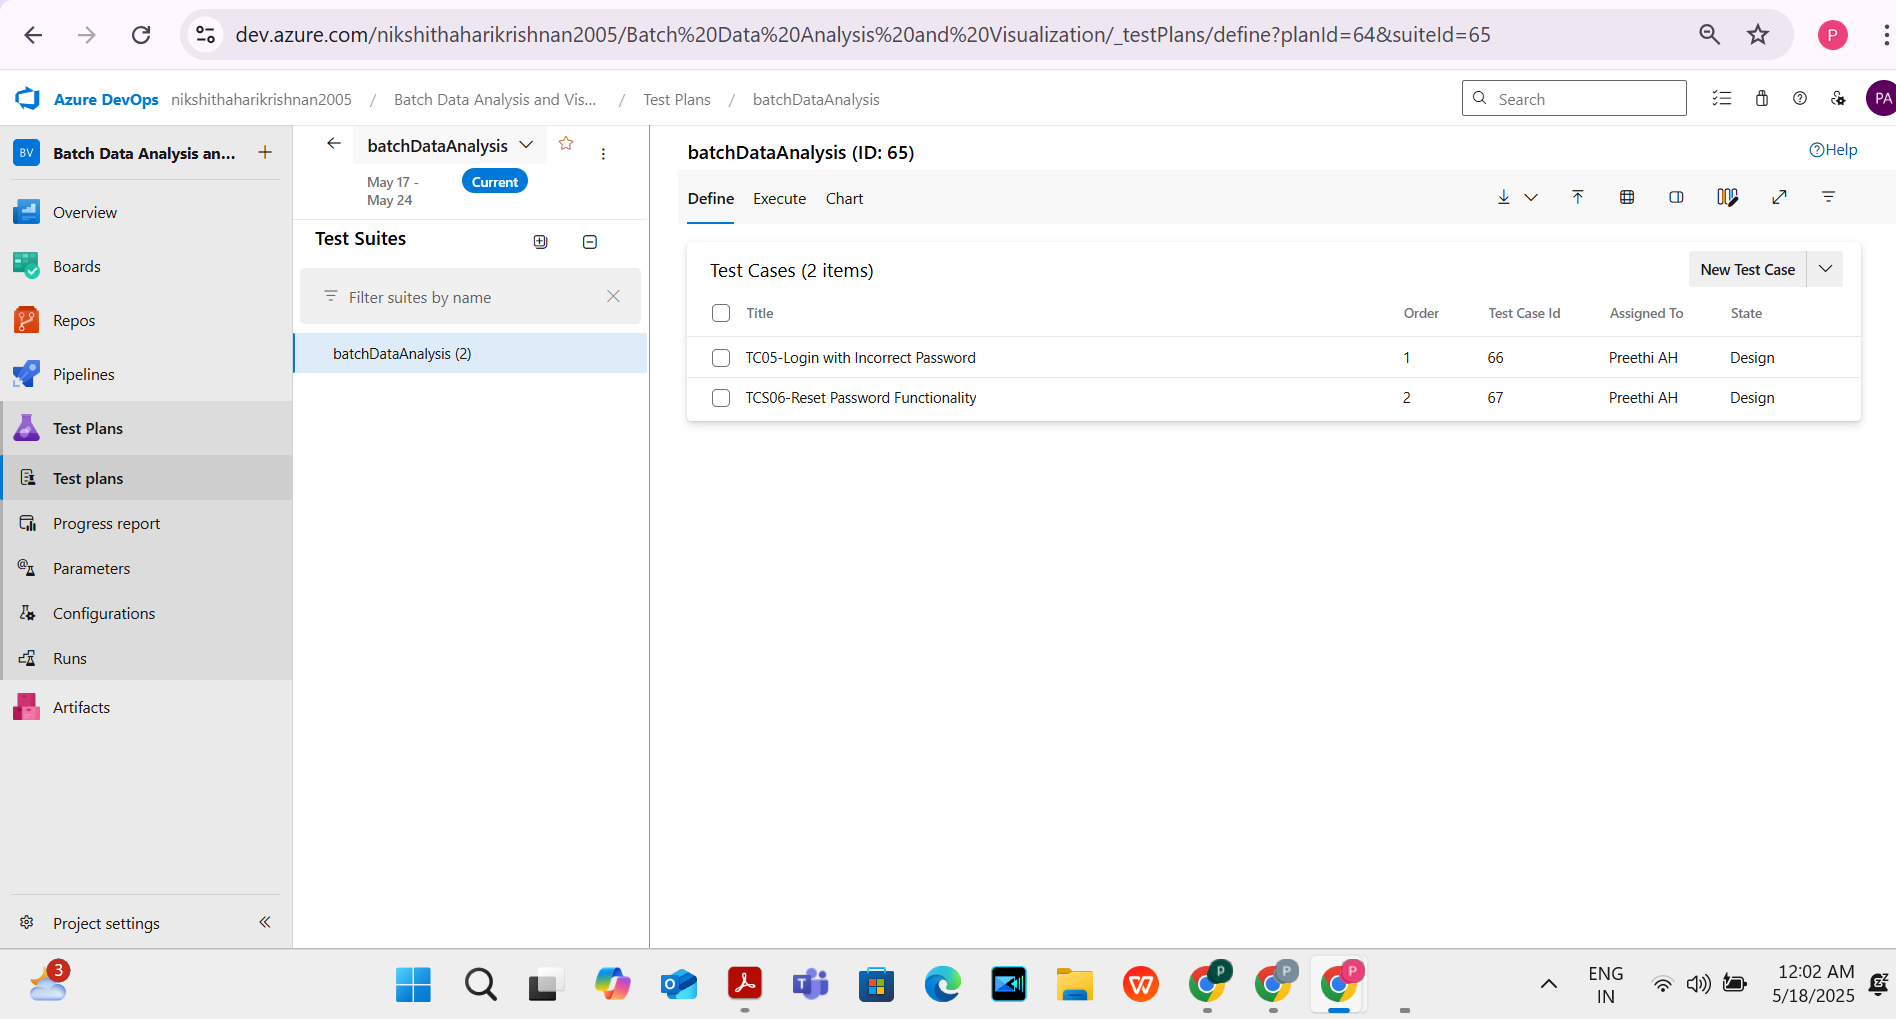 dev.azure.com/nikshithaharikrishnan2005/Batch%20Data%20Analysis%20and%20Visualization/_testPlans/define?planId=64&suiteId=65
P
Azure DevOps nikshithaharikrishnan2005 / Batch Data Analysis and Vis... / Test Plans / batchDataAnalysis
Search
PA
BV Batch Data Analysis an...
Overview
Boards
Repos
Pipelines
Test Plans
Test plans
Progress report
Parameters
Configurations
Runs
Artifacts
Project settings
batchDataAnalysis
May 17 -
May 24
Current
Test Suites
Filter suites by name
batchDataAnalysis (2)
batchDataAnalysis (ID: 65)
Help
Define Execute Chart
Test Cases (2 items)
New Test Case
Title Order Test Case Id Assigned To State
TC05-Login with Incorrect Password 1 66 Preethi AH Design
TCS06-Reset Password Functionality 2 67 Preethi AH Design
3
P
P
P
ENG
IN
12:02 AM
5/18/2025